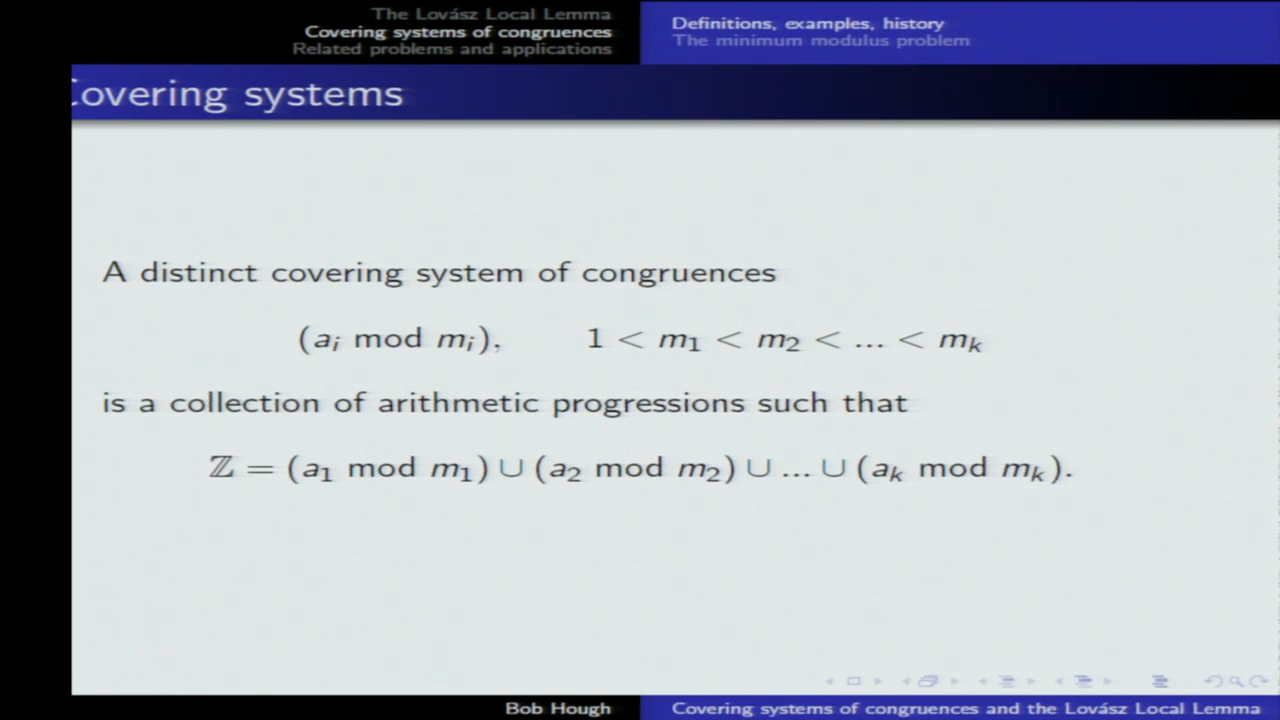 The Lovász Local Lemma
Covering systems of congruences
Related problems and applications
Definitions, examples, history
The minimum modulus problem
Covering systems
A distinct covering system of congruences
(aᵢ mod mᵢ), 1 < m₁ < m₂ < ... < mₖ
is a collection of arithmetic progressions such that
ℤ = (a₁ mod m₁) ∪ (a₂ mod m₂) ∪ ... ∪ (aₖ mod mₖ).
Bob Hough
Covering systems of congruences and the Lovász Local Lemma